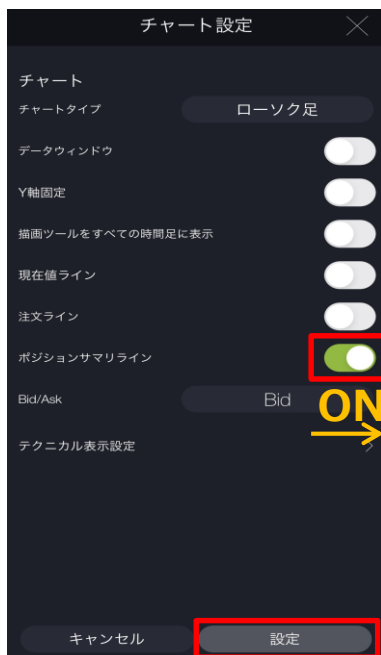 チャート設定
チャート
チャートタイプ ローソク足
データウィンドウ
Y軸固定
描画ツールをすべての時間足に表示
現在値ライン
注文ライン
ポジションサマリライン
Bid/Ask Bid
ON
テクニカル表示設定
キャンセル 設定